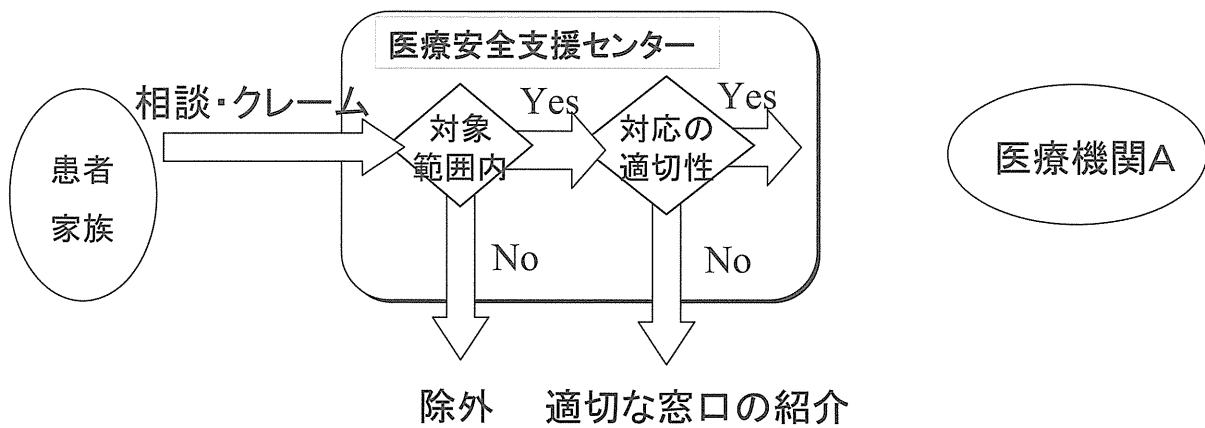 医療安全支援センター
相談・クレーム
Yes
Yes
対象
範囲内
対応の
適切性
患者
家族
医療機関A
No
No
除外
適切な窓口の紹介